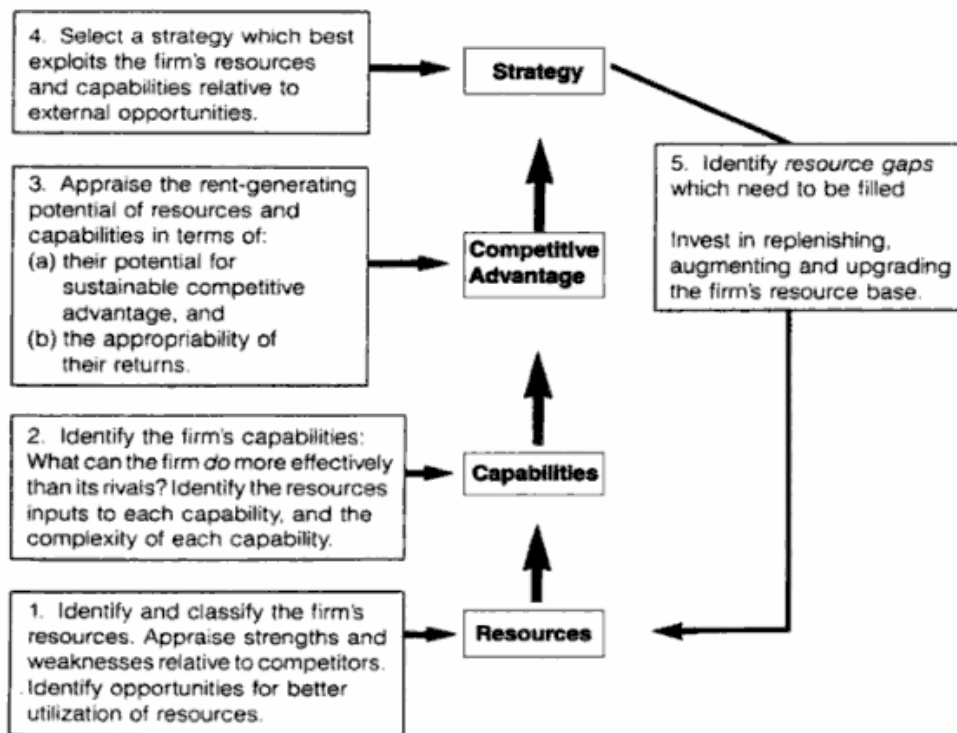 4. Select a strategy which best
exploits the firm's resources
and capabilities relative to
external opportunities.
Strategy
5. Identify resource gaps
which need to be filled
Invest in replenishing,
augmenting and upgrading
the firm's resource base.
3. Appraise the rent-generating
potential of resources and
capabilities in terms of:
(a) their potential for
sustainable competitive
advantage, and
(b) the appropriability of
their returns.
Competitive
Advantage
2. Identify the firm's capabilities:
What can the firm do more effectively
than its rivals? Identify the resources
inputs to each capability, and the
complexity of each capability.
Capabilities
1. Identify and classify the firm's
resources. Appraise strengths and
weaknesses relative to competitors.
Identify opportunities for better
utilization of resources.
Resources